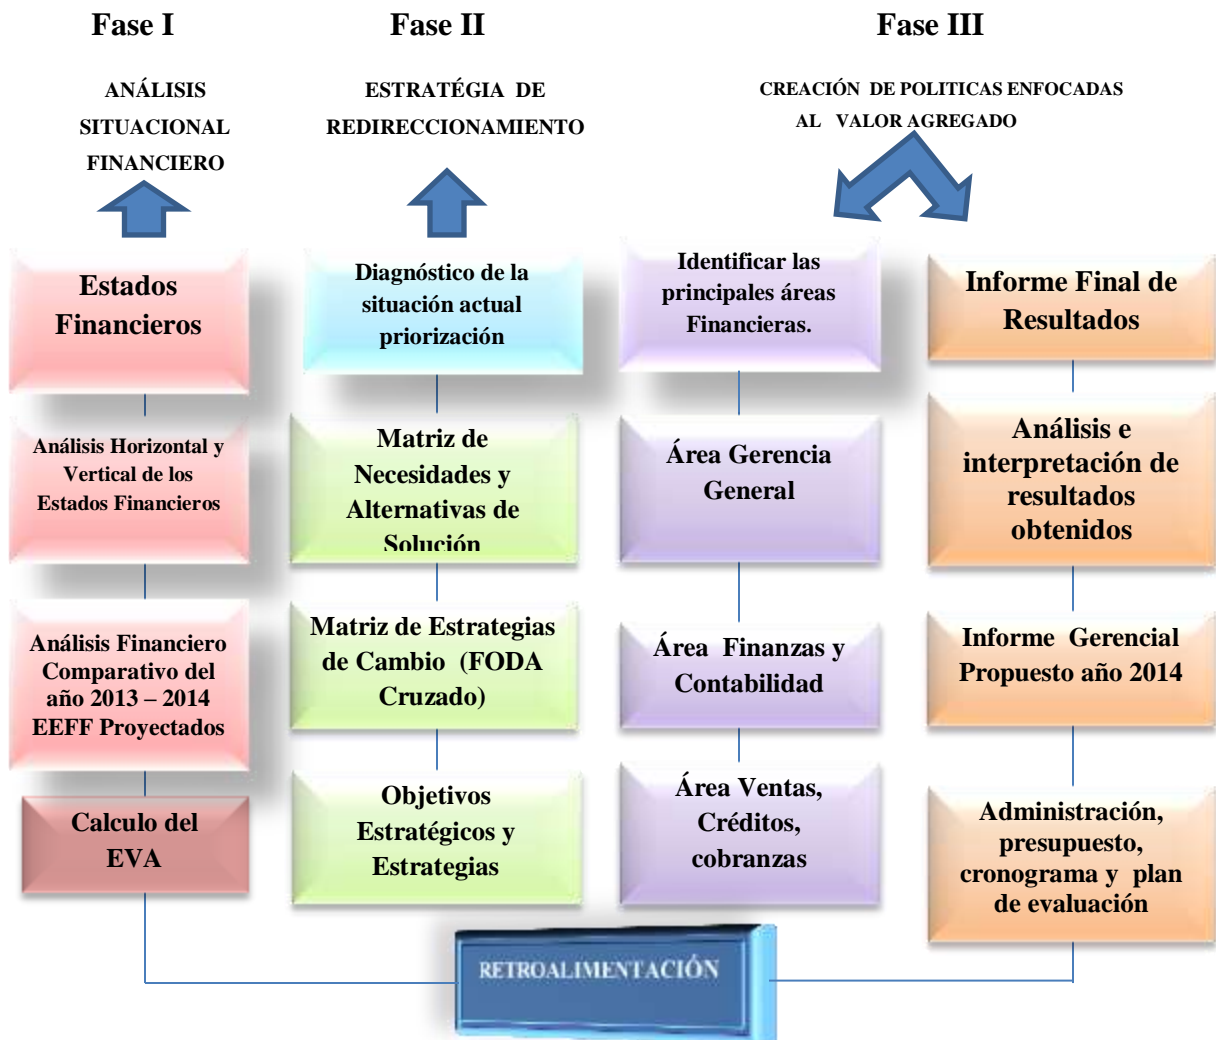 Fase I
Fase II
Fase III
ANÁLISIS
SITUACIONAL
FINANCIERO
ESTRATÉGIA DE
REDIRECCIONAMIENTO
CREACIÓN DE POLITICAS ENFOCADAS
AL VALOR AGREGADO
Estados
Financieros
Análisis Horizontal y
Vertical de los
Estados Financieros
Análisis Financiero
Comparativo del
año 2013 – 2014
EEFF Proyectados
Calculo del
EVA
Diagnóstico de la
situación actual
priorización
Matriz de
Necesidades y
Alternativas de
Solución
Matriz de Estrategias
de Cambio (FODA
Cruzado)
Objetivos
Estratégicos y
Estrategias
Identificar las
principales áreas
Financieras.
Área Gerencia
General
Área Finanzas y
Contabilidad
Área Ventas,
Créditos,
cobranzas
Informe Final de
Resultados
Análisis e
interpretación de
resultados
obtenidos
Informe Gerencial
Propuesto año 2014
Administración,
presupuesto,
cronograma y plan
de evaluación
RETROALIMENTACIÓN